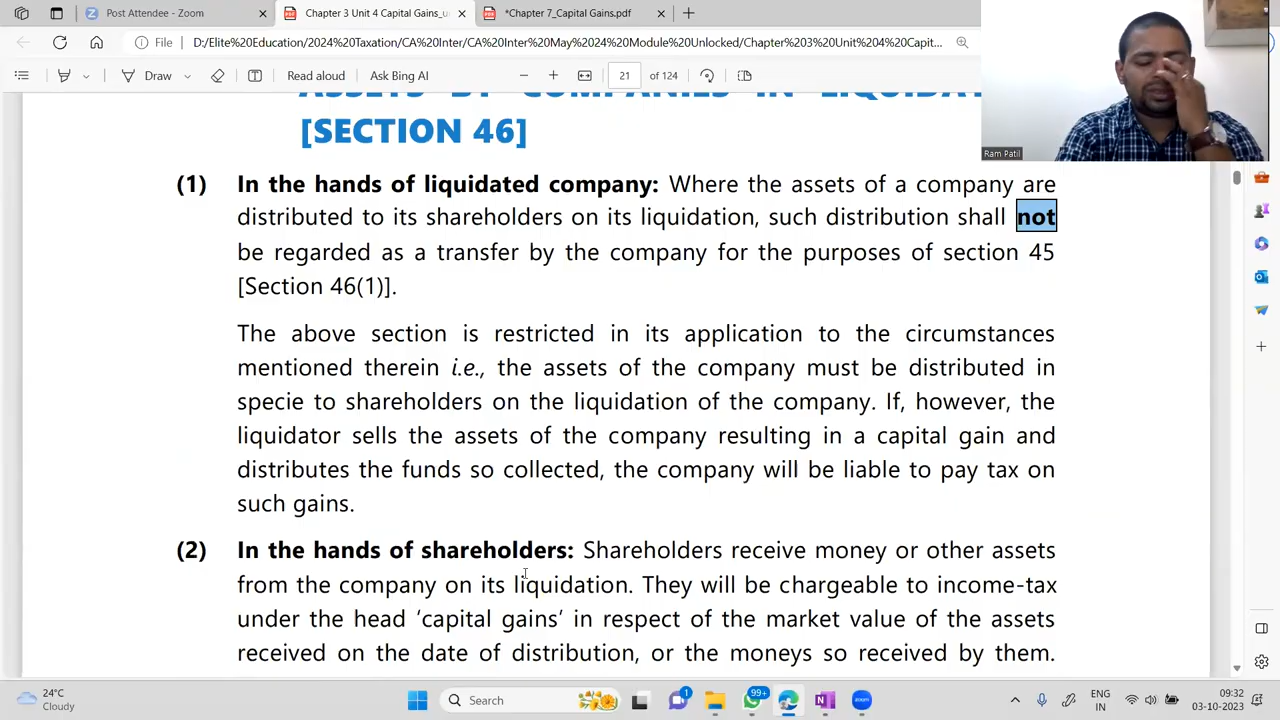 Post Attendee - Zoom
Chapter 3 Unit 4 Capital Gains_u
*Chapter 7_Capital Gains.pdf
File
D:/Elite%20Education/2024%20Taxation/CA%20Inter/CA%20Inter%20May%202024%20Module%20Unlocked/Chapter%203%20Unit%204%20Capit...
Draw
Read aloud
Ask Bing AI
21
of 124
ASSETS BY COMPANIES IN
[SECTION 46]
Ram Patil
(1) In the hands of liquidated company: Where the assets of a company are
distributed to its shareholders on its liquidation, such distribution shall not
be regarded as a transfer by the company for the purposes of section 45
[Section 46(1)].
The above section is restricted in its application to the circumstances
mentioned therein i.e., the assets of the company must be distributed in
specie to shareholders on the liquidation of the company. If, however, the
liquidator sells the assets of the company resulting in a capital gain and
distributes the funds so collected, the company will be liable to pay tax on
such gains.
(2) In the hands of shareholders: Shareholders receive money or other assets
from the company on its liquidation. They will be chargeable to income-tax
under the head ‘capital gains’ in respect of the market value of the assets
received on the date of distribution, or the moneys so received by them.
24°C
Cloudy
Search
1
99+
zoom
ENG
IN
09:32
03-10-2023